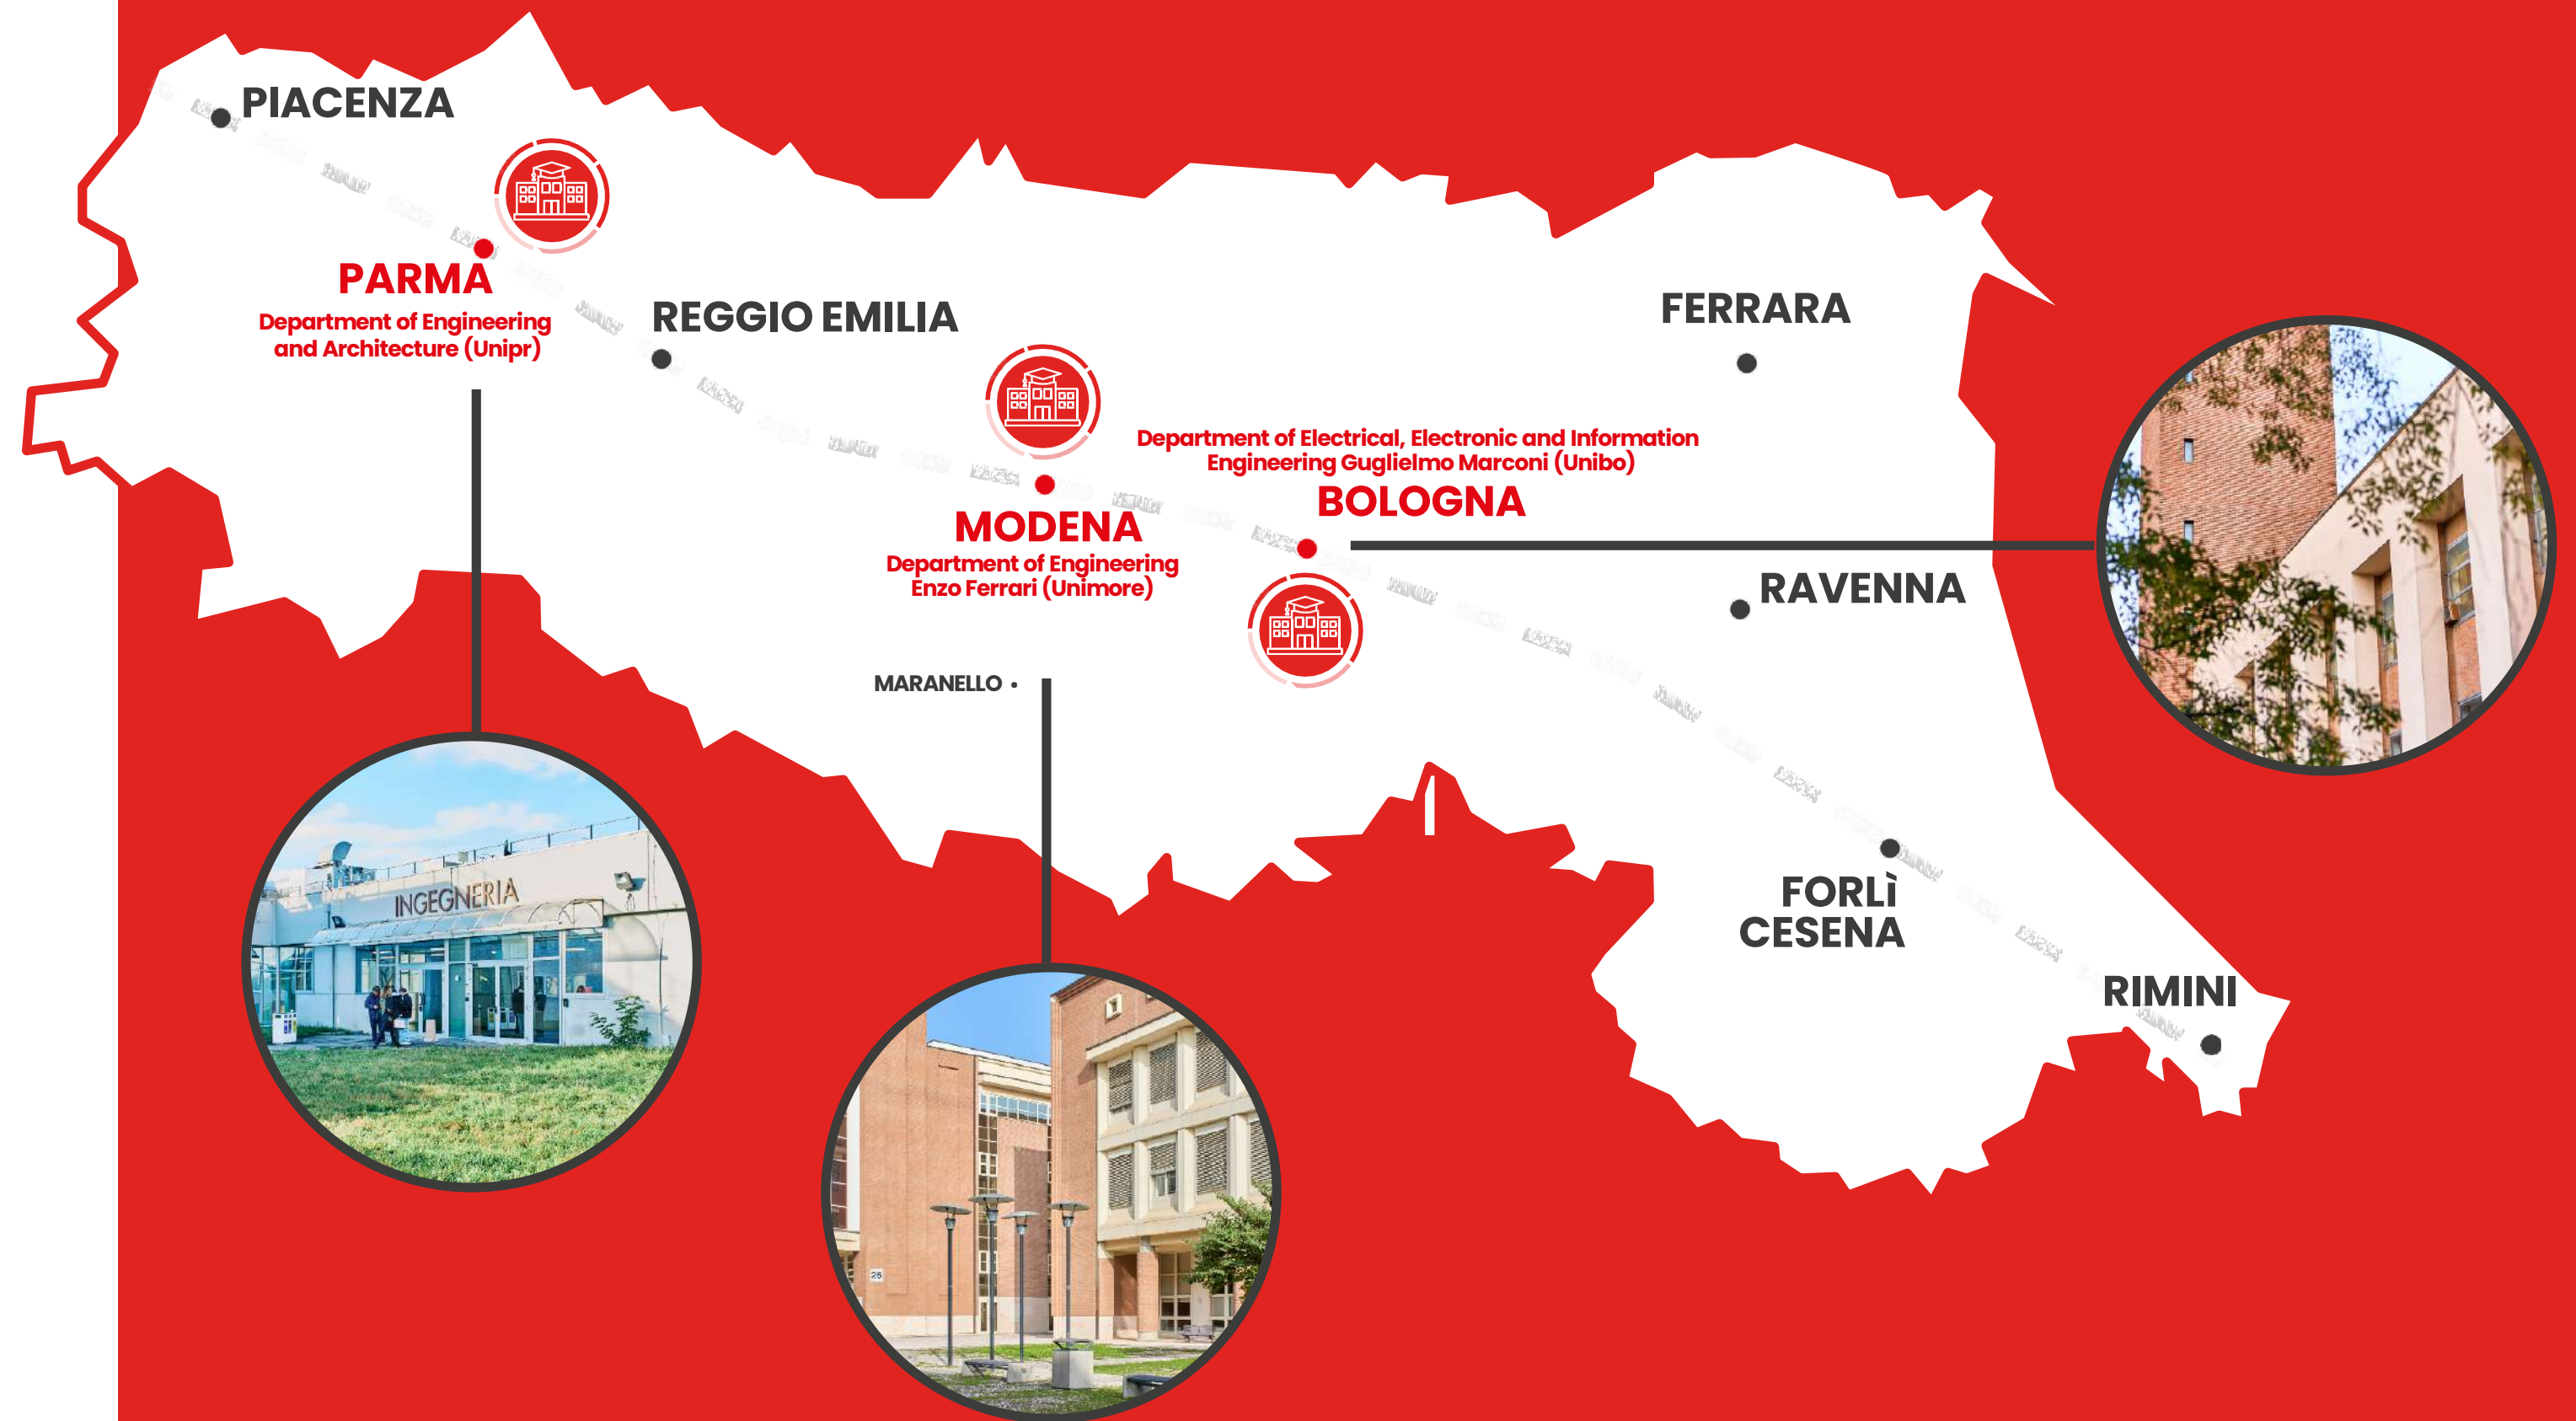 PIACENZA
PARMA
Department of Engineering
and Architecture (Unipr)
REGGIO EMILIA
FERRARA
Department of Electrical, Electronic and Information
Engineering Guglielmo Marconi (Unibo)
BOLOGNA
MODENA
Department of Engineering
Enzo Ferrari (Unimore)
RAVENNA
MARANELLO
INGEGNERIA
FORLÌ
CESENA
RIMINI
25